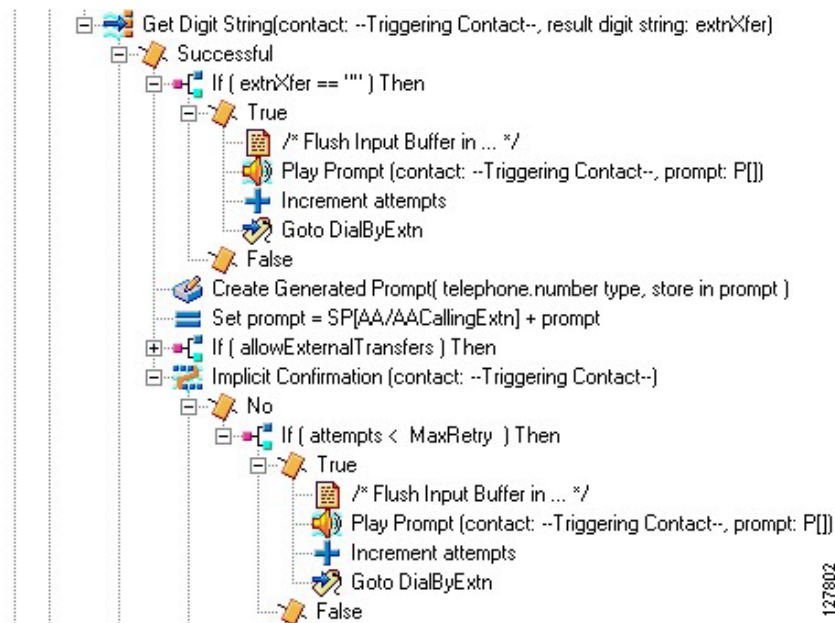 Get Digit String(contact: --Triggering Contact--, result digit string: extnXfer)
Successful
If ( extnXfer == "" ) Then
True
/* Flush Input Buffer in ... */
Play Prompt (contact: --Triggering Contact--, prompt: P[])
Increment attempts
Goto DialByExtn
False
Create Generated Prompt( telephone.number type, store in prompt )
Set prompt = SP[AA/AACallingExtn] + prompt
If ( allowExternalTransfers ) Then
Implicit Confirmation (contact: --Triggering Contact--)
No
If ( attempts < MaxRetry ) Then
True
/* Flush Input Buffer in ... */
Play Prompt (contact: --Triggering Contact--, prompt: P[])
Increment attempts
Goto DialByExtn
False
127802